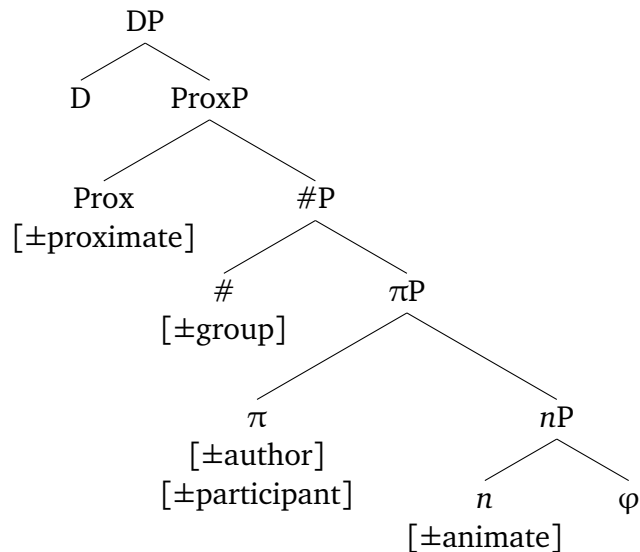 DP
D ProxP
Prox #P
[±proximate]
# πP
[±group]
π nP
[±author]
[±participant] n φ
[±animate]